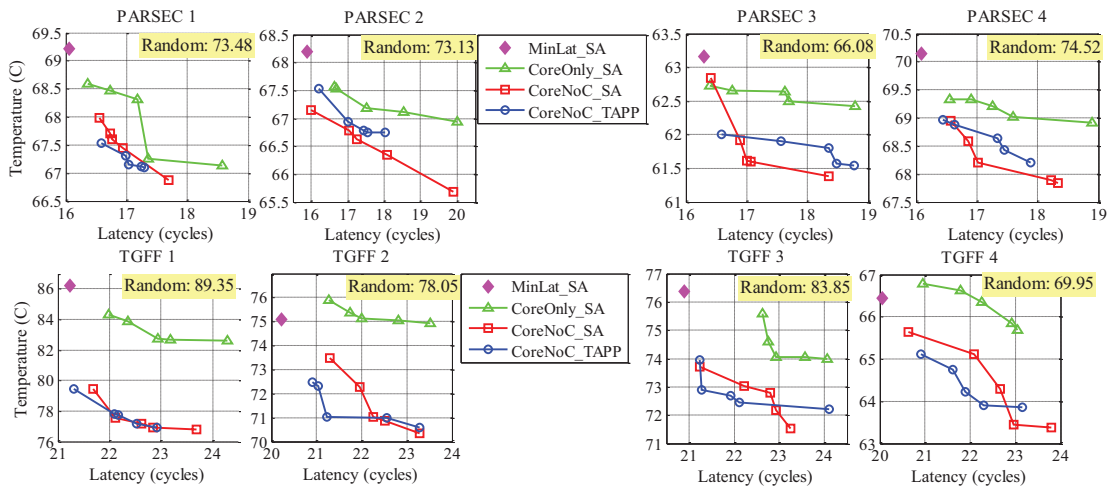 PARSEC 1
PARSEC 2
PARSEC 3
PARSEC 4
Temperature (C)
69.5
69
68.5
68
67.5
67
66.5
16
17
18
19
Latency (cycles)
Random: 73.48
68.5
68
67.5
67
66.5
66
65.5
15
16
17
18
19
20
Latency (cycles)
Random: 73.13
MinLat_SA
CoreOnly_SA
CoreNoC_SA
CoreNoC_TAPP
63.5
63
62.5
62
61.5
61
16
17
18
19
Latency (cycles)
Random: 66.08
70.5
70
69.5
69
68.5
68
67.5
16
17
18
19
Latency (cycles)
Random: 74.52
TGFF 1
TGFF 2
TGFF 3
TGFF 4
Temperature (C)
86
84
82
80
78
76
21
22
23
24
Latency (cycles)
Random: 89.35
76
75
74
73
72
71
70
20
21
22
23
24
Latency (cycles)
Random: 78.05
MinLat_SA
CoreOnly_SA
CoreNoC_SA
CoreNoC_TAPP
77
76
75
74
73
72
71
21
22
23
24
Latency (cycles)
Random: 83.85
67
66
65
64
63
20
21
22
23
24
Latency (cycles)
Random: 69.95